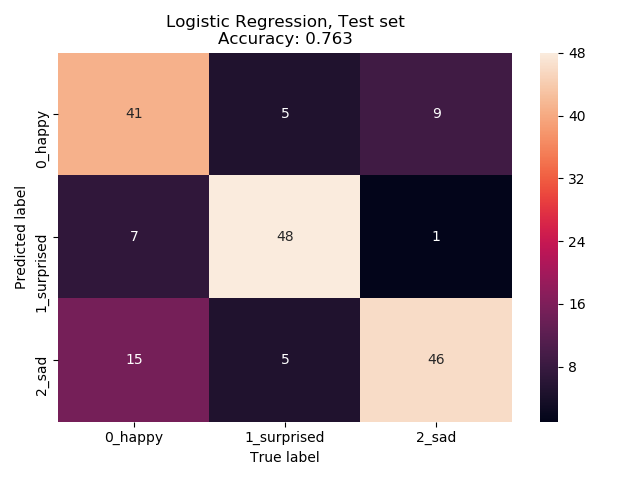 Logistic Regression, Test set
Accuracy: 0.763
Predicted label
0_happy
41
5
9
1_surprised
7
48
1
2_sad
15
5
46
0_happy
1_surprised
2_sad
True label
48
40
32
24
16
8